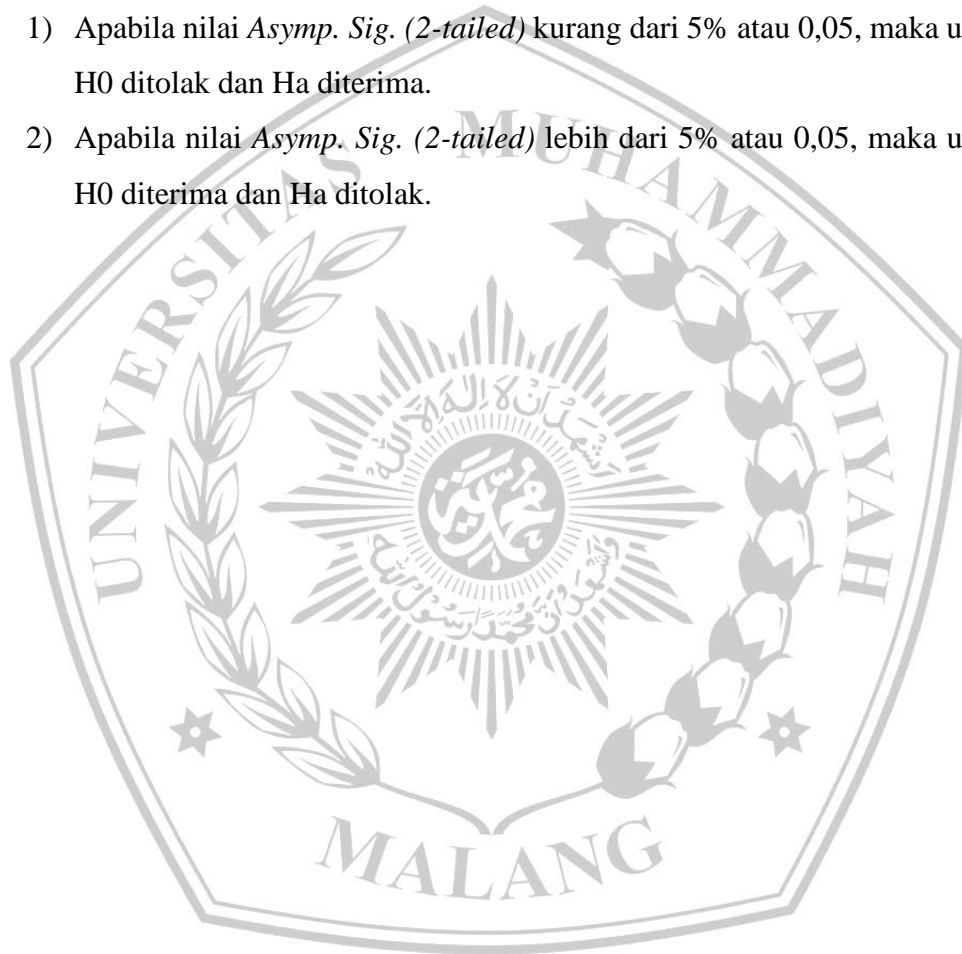 1) Apabila nilai Asymp. Sig. (2-tailed) kurang dari 5% atau 0,05, maka u
H0 ditolak dan Ha diterima.
2) Apabila nilai Asymp. Sig. (2-tailed) lebih dari 5% atau 0,05, maka u
H0 diterima dan Ha ditolak.
UNIVERSITAS MUHAMMADIYAH
MALANG